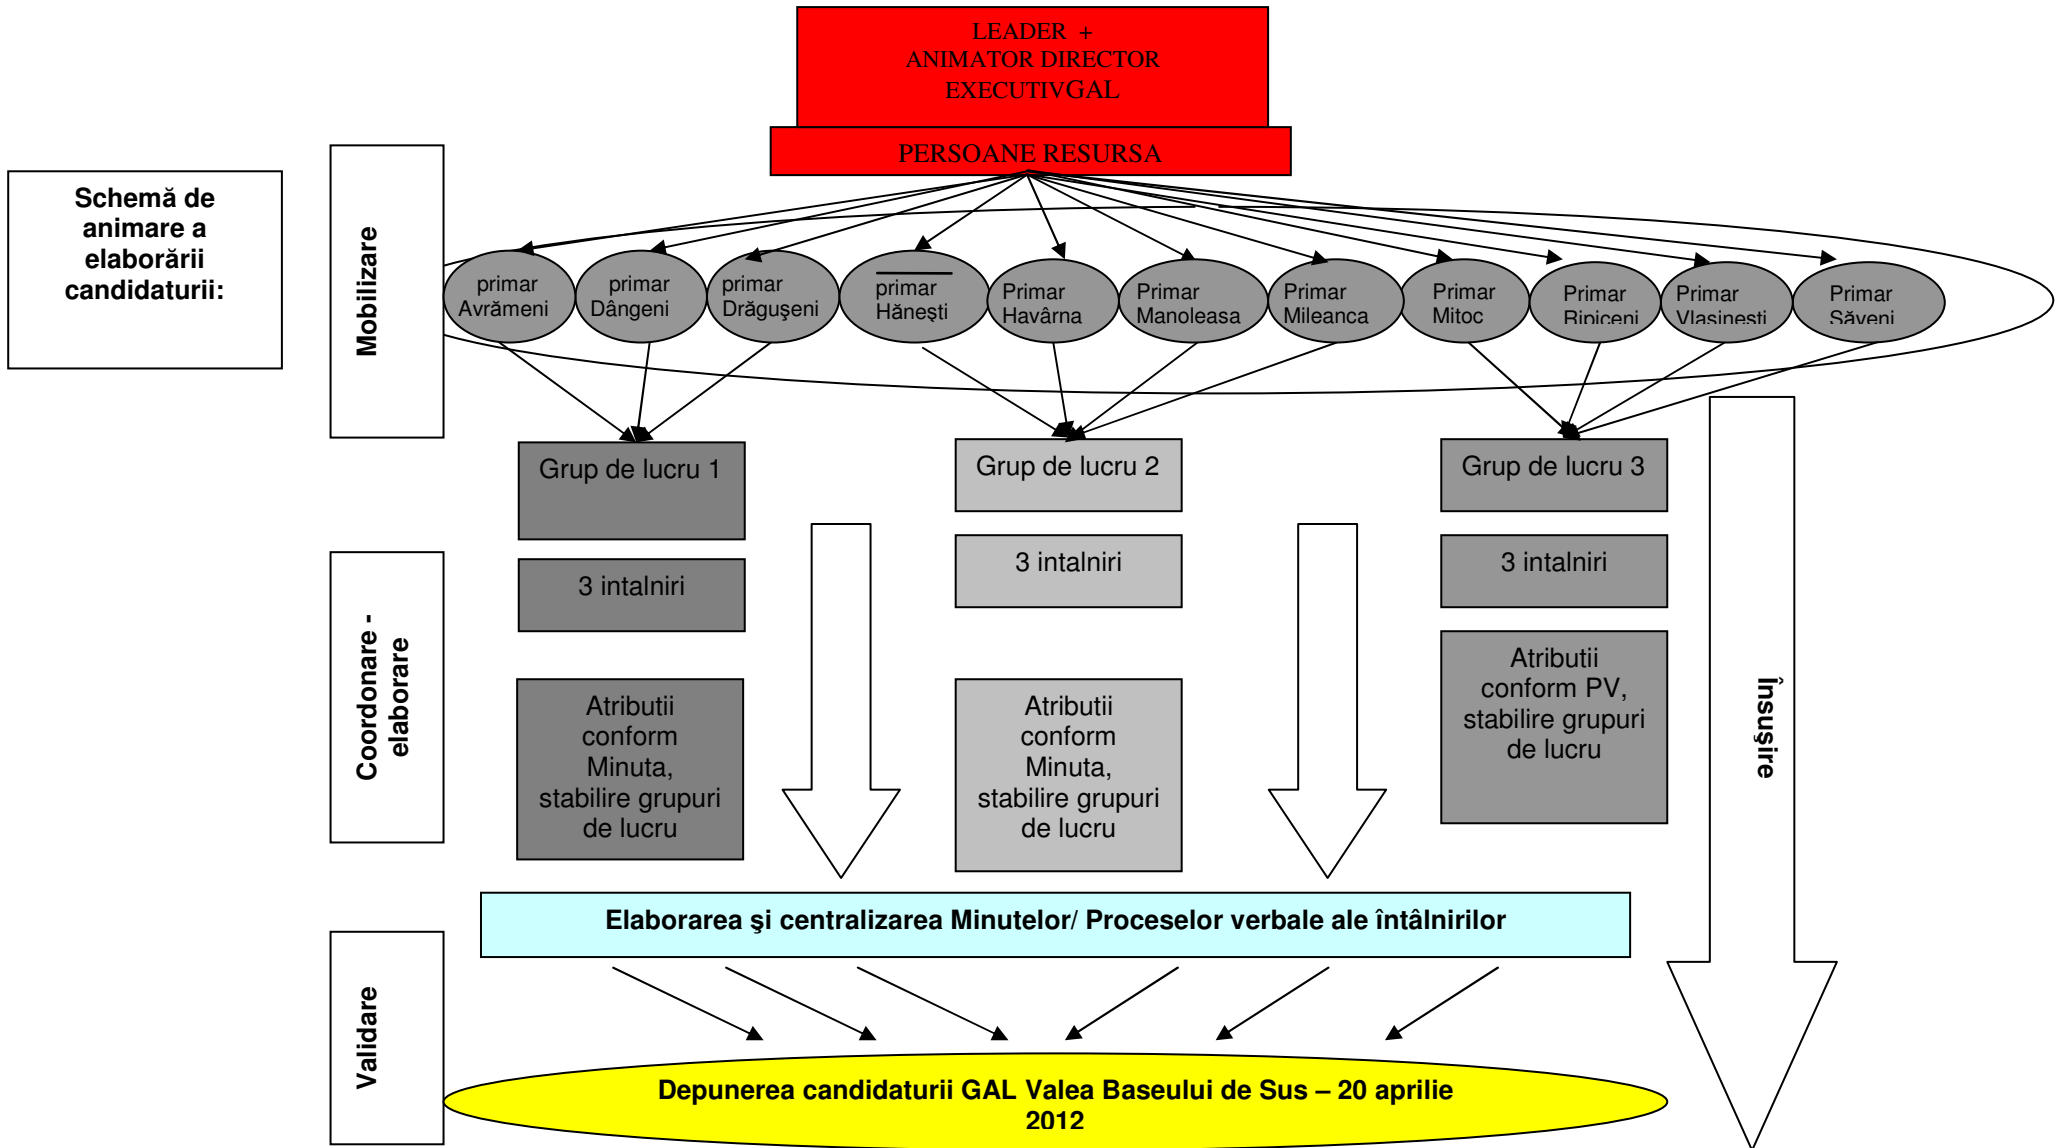 LEADER +
ANIMATOR DIRECTOR
EXECUTIVGAL
PERSOANE RESURSA
Schemă de
animare a
elaborării
candidaturii:
Mobilizare
primar
Avrămeni
primar
Dângeni
primar
Drăguşeni
primar
Hăneşti
Primar
Havârna
Primar
Manoleasa
Primar
Mileanca
Primar
Mitoc
Primar
Ripiceni
Primar
Vlasinesti
Primar
Săveni
Grup de lucru 1
Grup de lucru 2
Grup de lucru 3
Coordonare -
elaborare
3 intalniri
3 intalniri
3 intalniri
Atributii
conform
Minuta,
stabilire grupuri
de lucru
Atributii
conform
Minuta,
stabilire grupuri
de lucru
Atributii
conform PV,
stabilire grupuri
de lucru
Însuşire
Elaborarea şi centralizarea Minutelor/ Proceselor verbale ale întâlnirilor
Validare
Depunerea candidaturii GAL Valea Baseului de Sus – 20 aprilie
2012